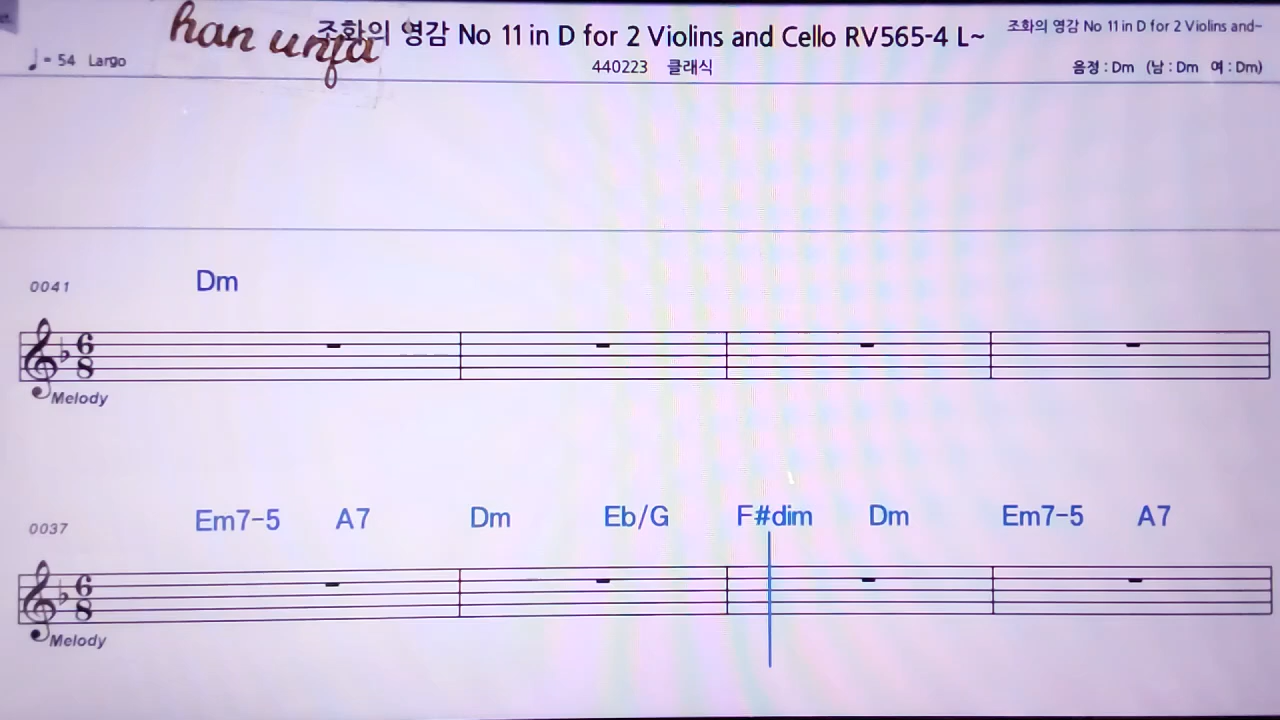 han unfa
조화의 영감 No 11 in D for 2 Violins and Cello RV565-4 L~
조화의 영감 No 11 in D for 2 Violins and~
♩= 54 Largo
440223 클래식
음정 : Dm (남 : Dm 여 : Dm)
0041 Dm
6
8
Melody
0037 Em7-5 A7 Dm Eb/G F#dim Dm Em7-5 A7
6
8
Melody